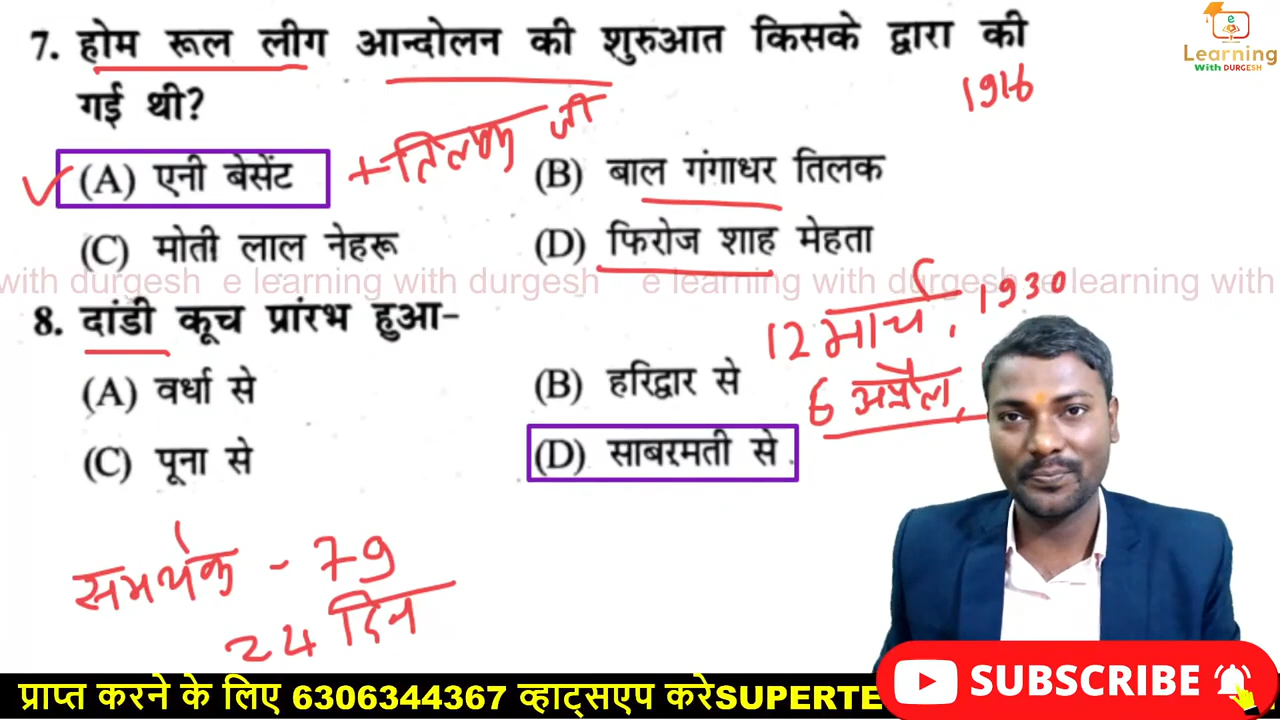 7. होम रूल लीग आन्दोलन की शुरुआत किसके द्वारा की
गई थी?
1916
(A) एनी बेसेंट
+ तिलक जी
(B) बाल गंगाधर तिलक
(C) मोती लाल नेहरू
(D) फिरोज शाह मेहता
with durgesh e learning with durgesh e learning with durgesh e learning with
8. दांडी कूच प्रांरभ हुआ-
12 मार्च, 1930
6 अप्रैल,
(A) वर्धा से
(B) हरिद्वार से
(C) पूना से
(D) साबरमती से
समर्थक - 79
24 दिन
e
Learning
With DURGESH
प्राप्त करने के लिए 6306344367 व्हाट्सएप करेSUPERTE
SUBSCRIBE